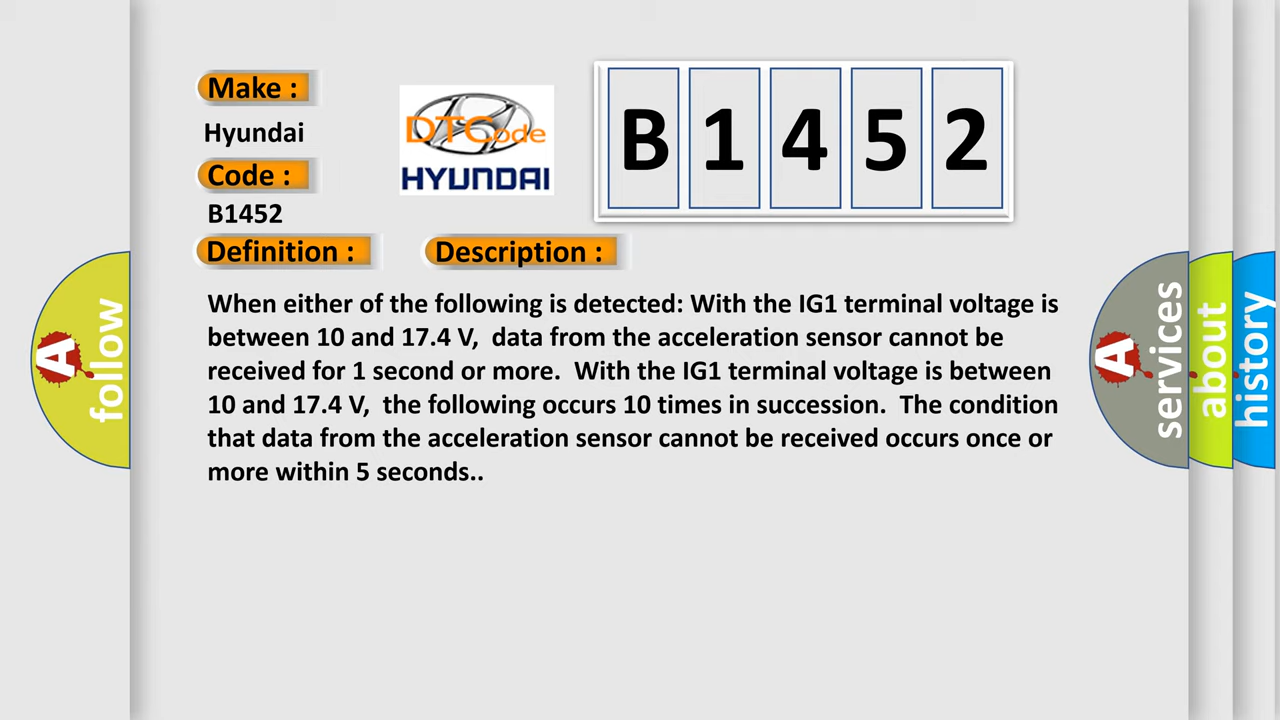 Make :
Hyundai
Code :
B1452
DTCode
HYUNDAI
B1452
Definition :
Description :
When either of the following is detected: With the IG1 terminal voltage is
between 10 and 17.4 V,  data from the acceleration sensor cannot be
received for 1 second or more.  With the IG1 terminal voltage is between
10 and 17.4 V,  the following occurs 10 times in succession.  The condition
that data from the acceleration sensor cannot be received occurs once or
more within 5 seconds..
A follow
A services
about
history